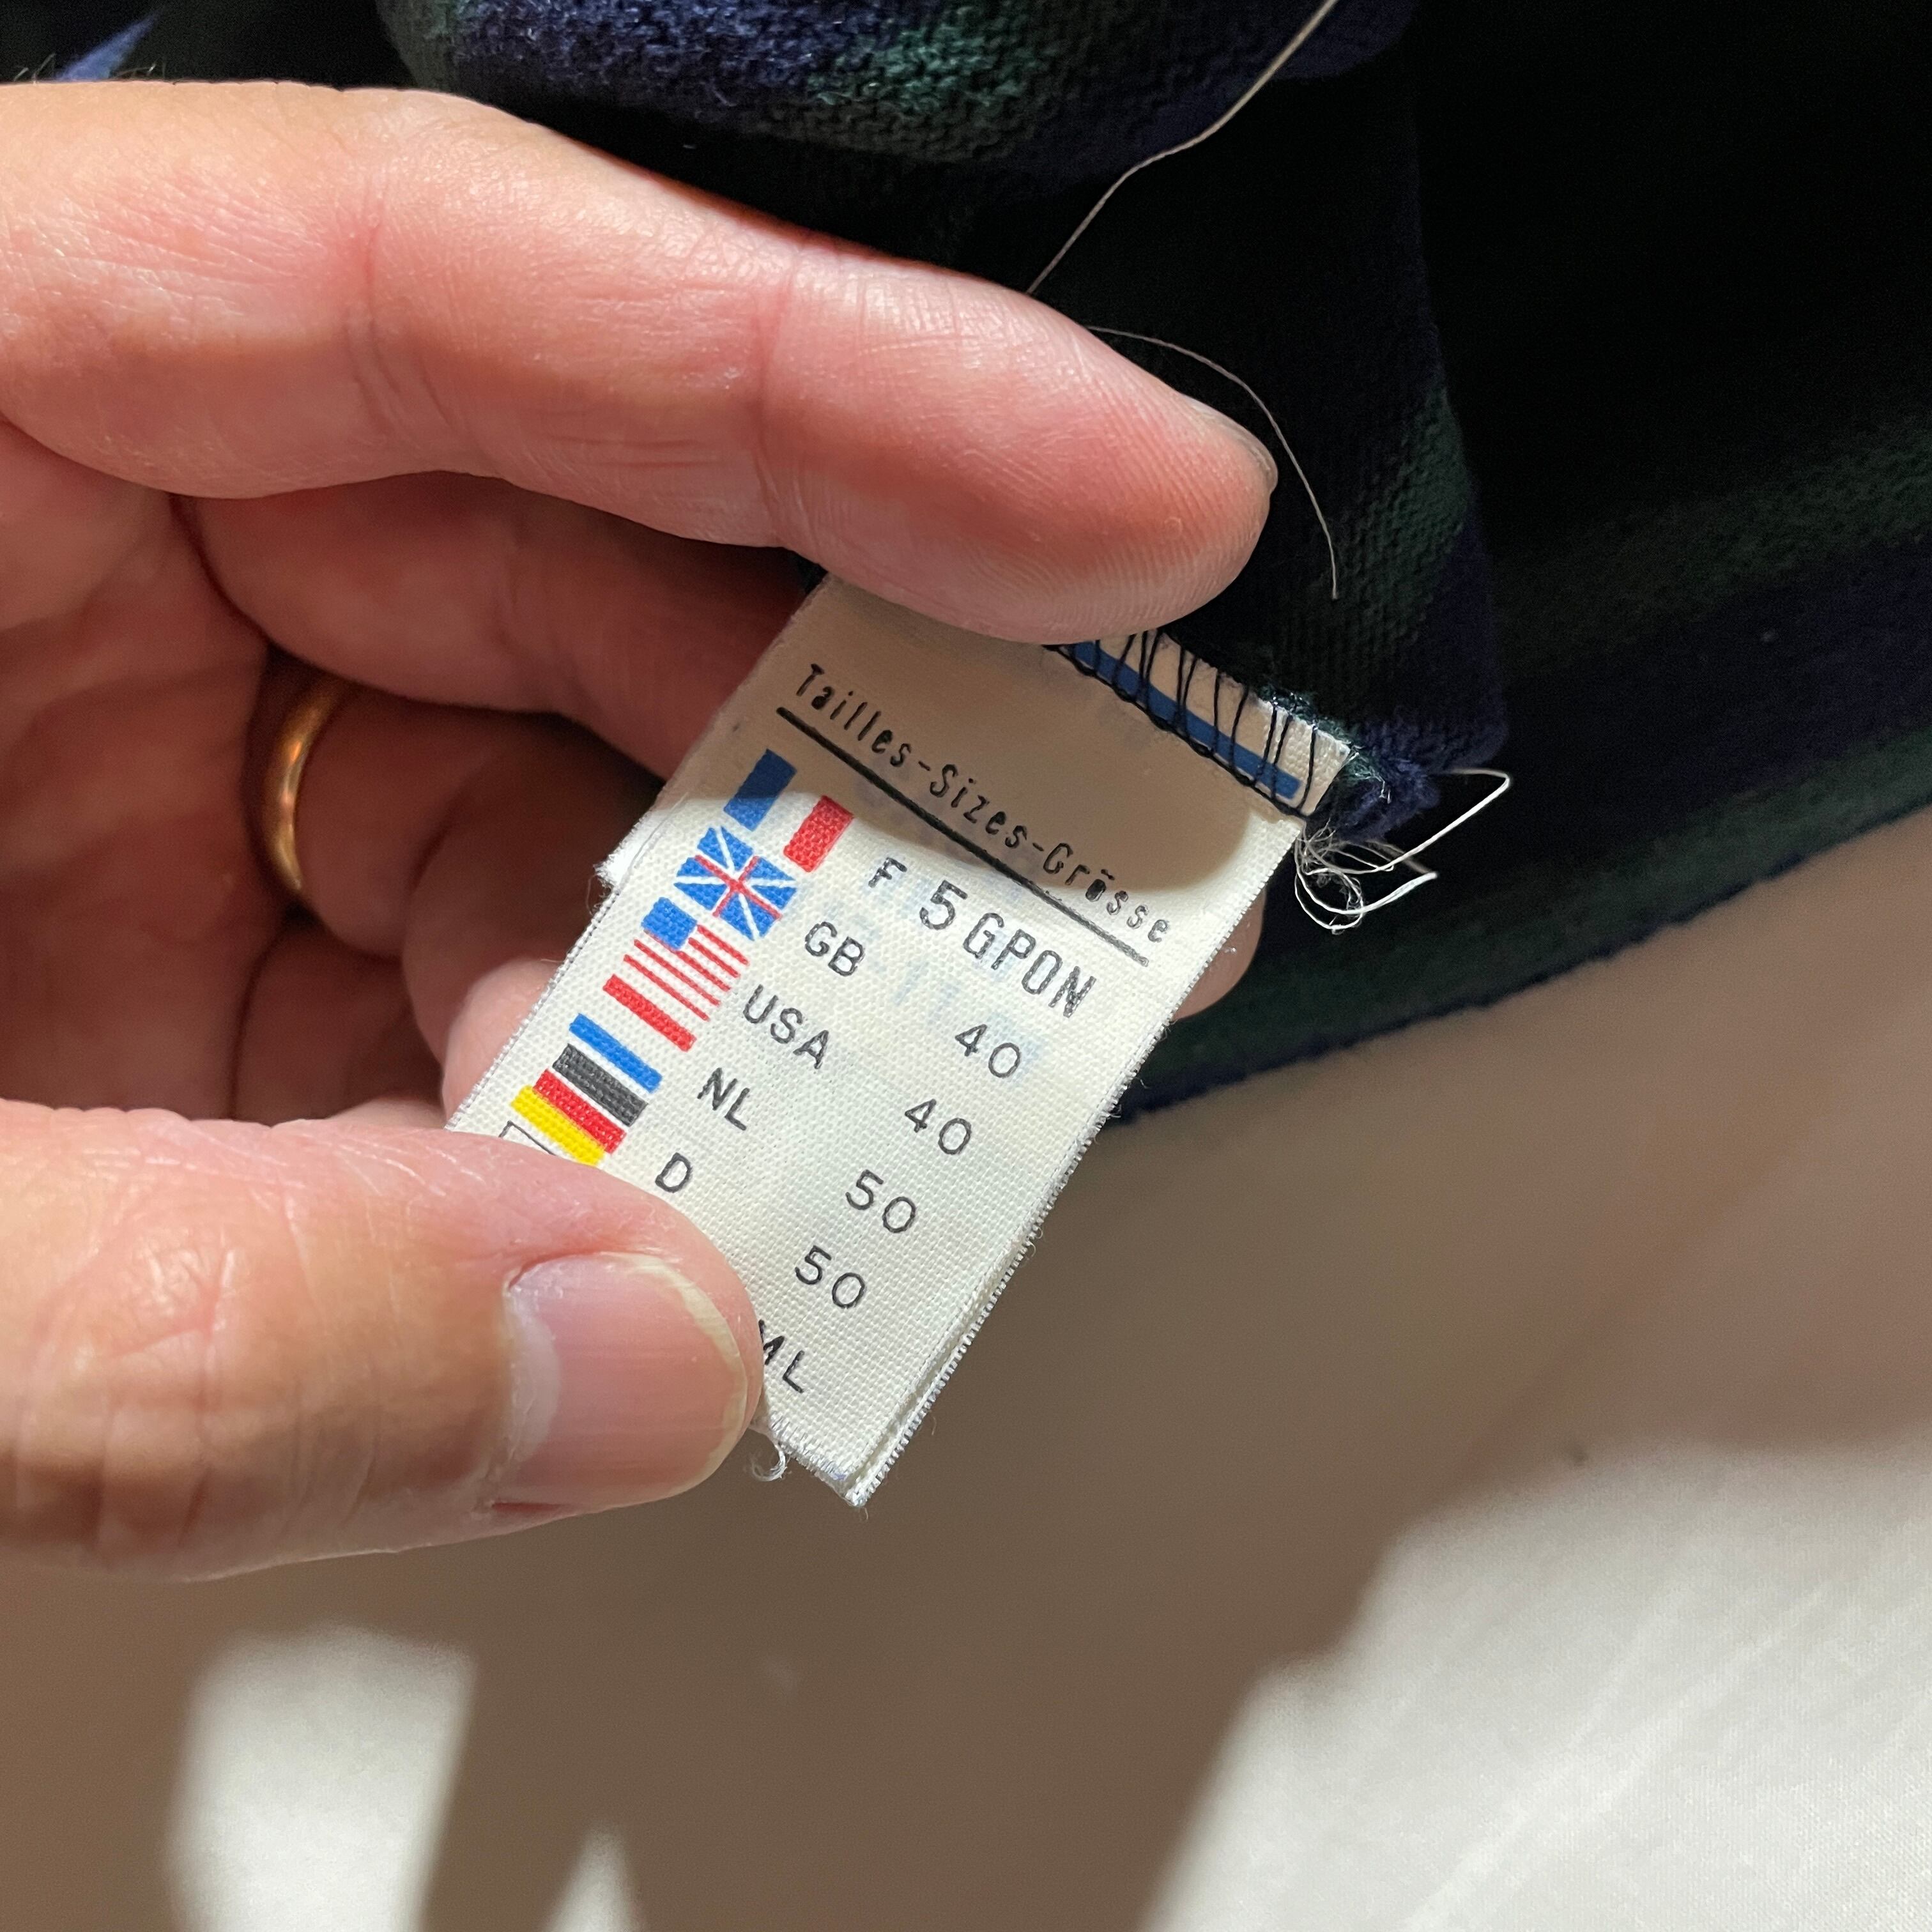 Tailles-Sizes-Grösse
F 5 GPON
GB 40
USA 40
NL 50
D 50
ML